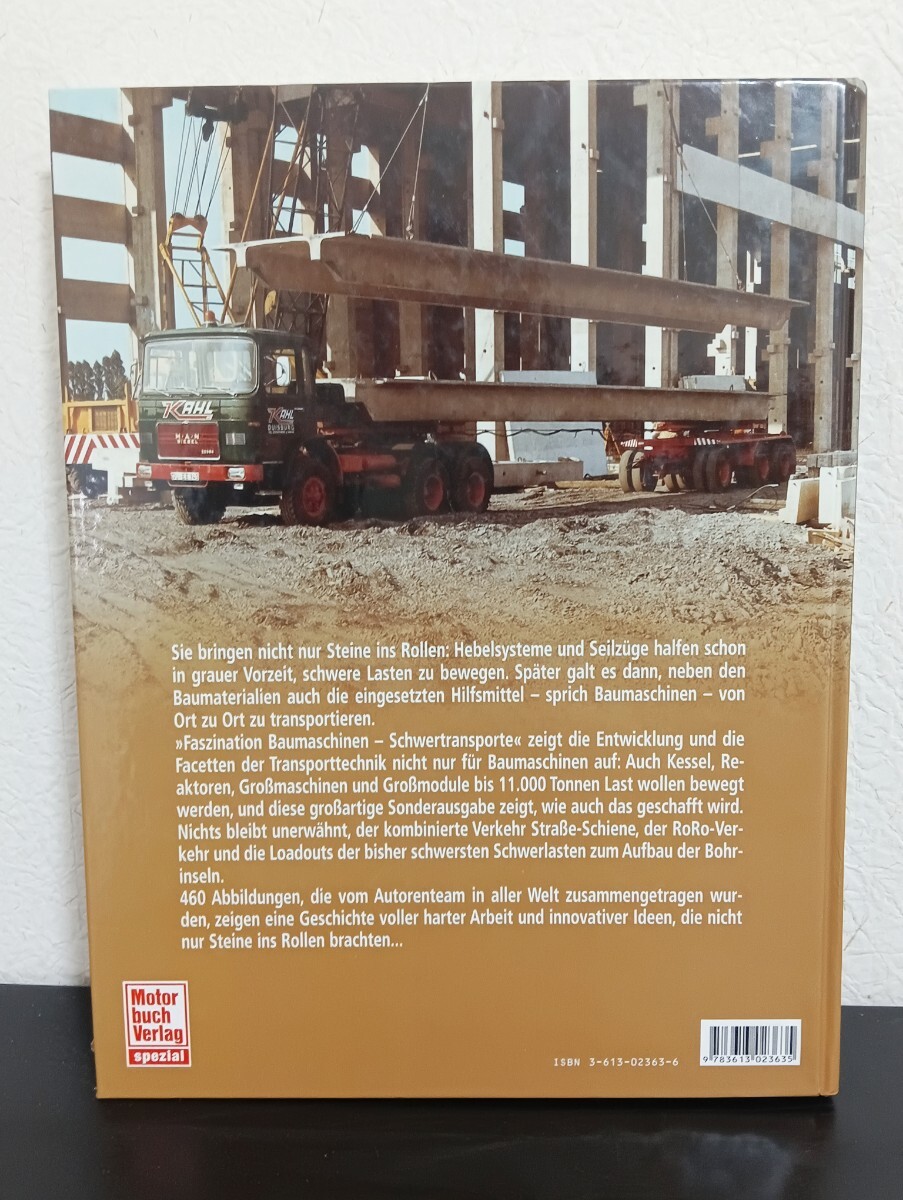 KAHL
M·A·N
DIESEL
KAHL
DUISBURG
Sie bringen nicht nur Steine ins Rollen: Hebelsysteme und Seilzüge halfen schon
in grauer Vorzeit, schwere Lasten zu bewegen. Später galt es dann, neben den
Baumaterialien auch die eingesetzten Hilfsmittel – sprich Baumaschinen – von
Ort zu Ort zu transportieren.
»Faszination Baumaschinen – Schwertransporte« zeigt die Entwicklung und die
Facetten der Transporttechnik nicht nur für Baumaschinen auf: Auch Kessel, Re-
aktoren, Großmaschinen und Großmodule bis 11.000 Tonnen Last wollen bewegt
werden, und diese großartige Sonderausgabe zeigt, wie auch das geschafft wird.
Nichts bleibt unerwähnt, der kombinierte Verkehr Straße-Schiene, der RoRo-Ver-
kehr und die Loadouts der bisher schwersten Schwerlasten zum Aufbau der Bohr-
inseln.
460 Abbildungen, die vom Autorenteam in aller Welt zusammengetragen wur-
den, zeigen eine Geschichte voller harter Arbeit und innovativer Ideen, die nicht
nur Steine ins Rollen brachten...
Motor
buch
Verlag
spezial
ISBN 3-613-02363-6
9 783613 023635